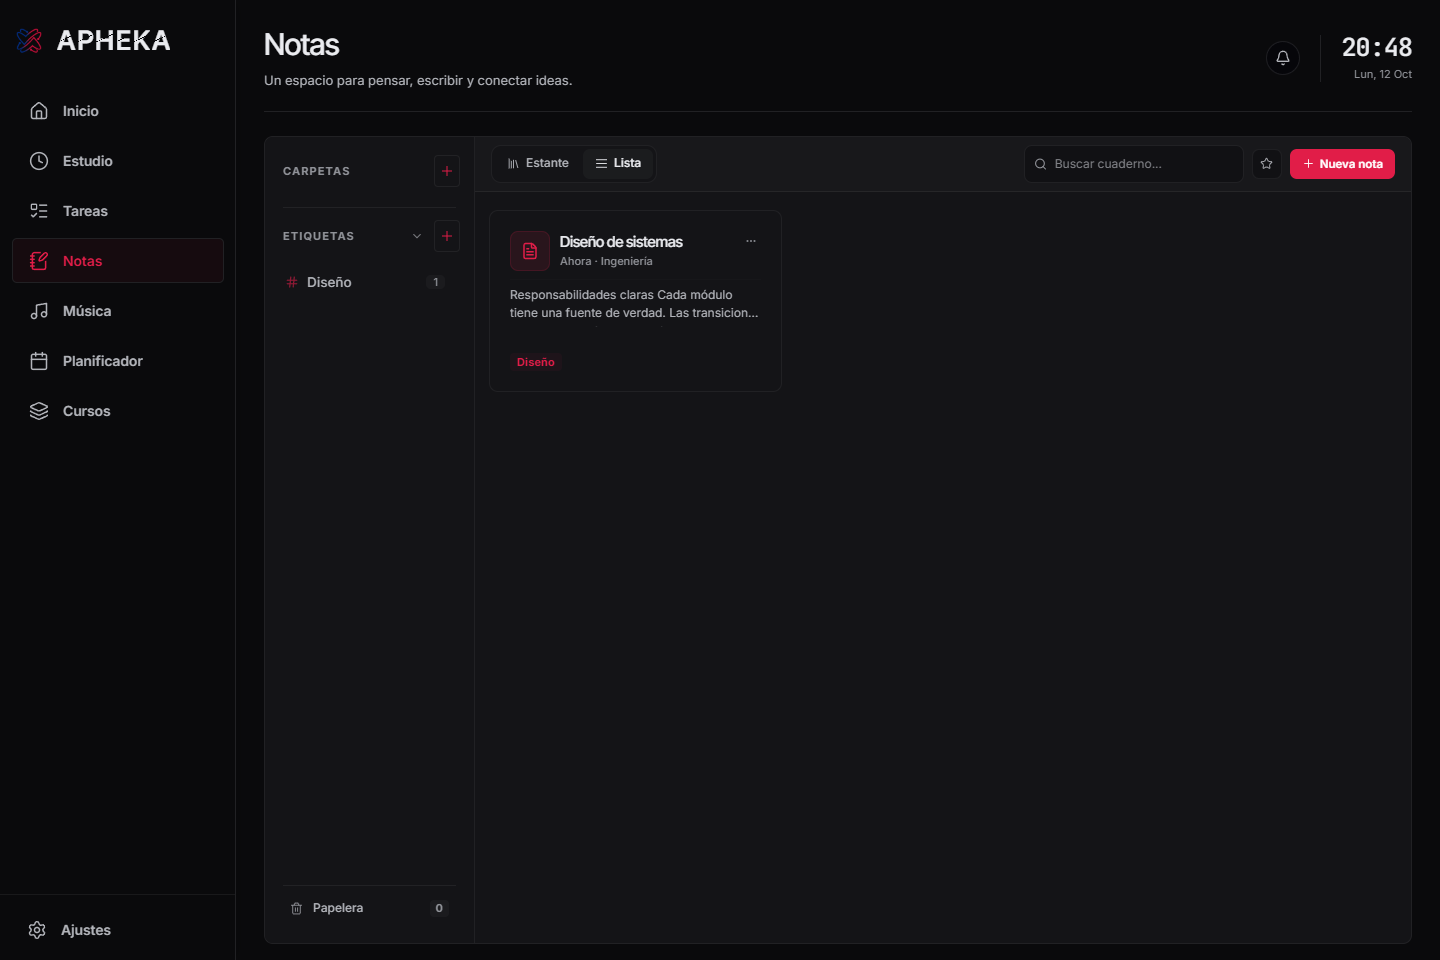 APHEKA
Inicio
Estudio
Tareas
Notas
Música
Planificador
Cursos
Ajustes
Notas
Un espacio para pensar, escribir y conectar ideas.
20:48
Lun, 12 Oct
CARPETAS
ETIQUETAS
# Diseño 1
Papelera 0
Estante
Lista
Buscar cuaderno...
+ Nueva nota
Diseño de sistemas
Ahora · Ingeniería
Responsabilidades claras Cada módulo
tiene una fuente de verdad. Las transicion...
Diseño